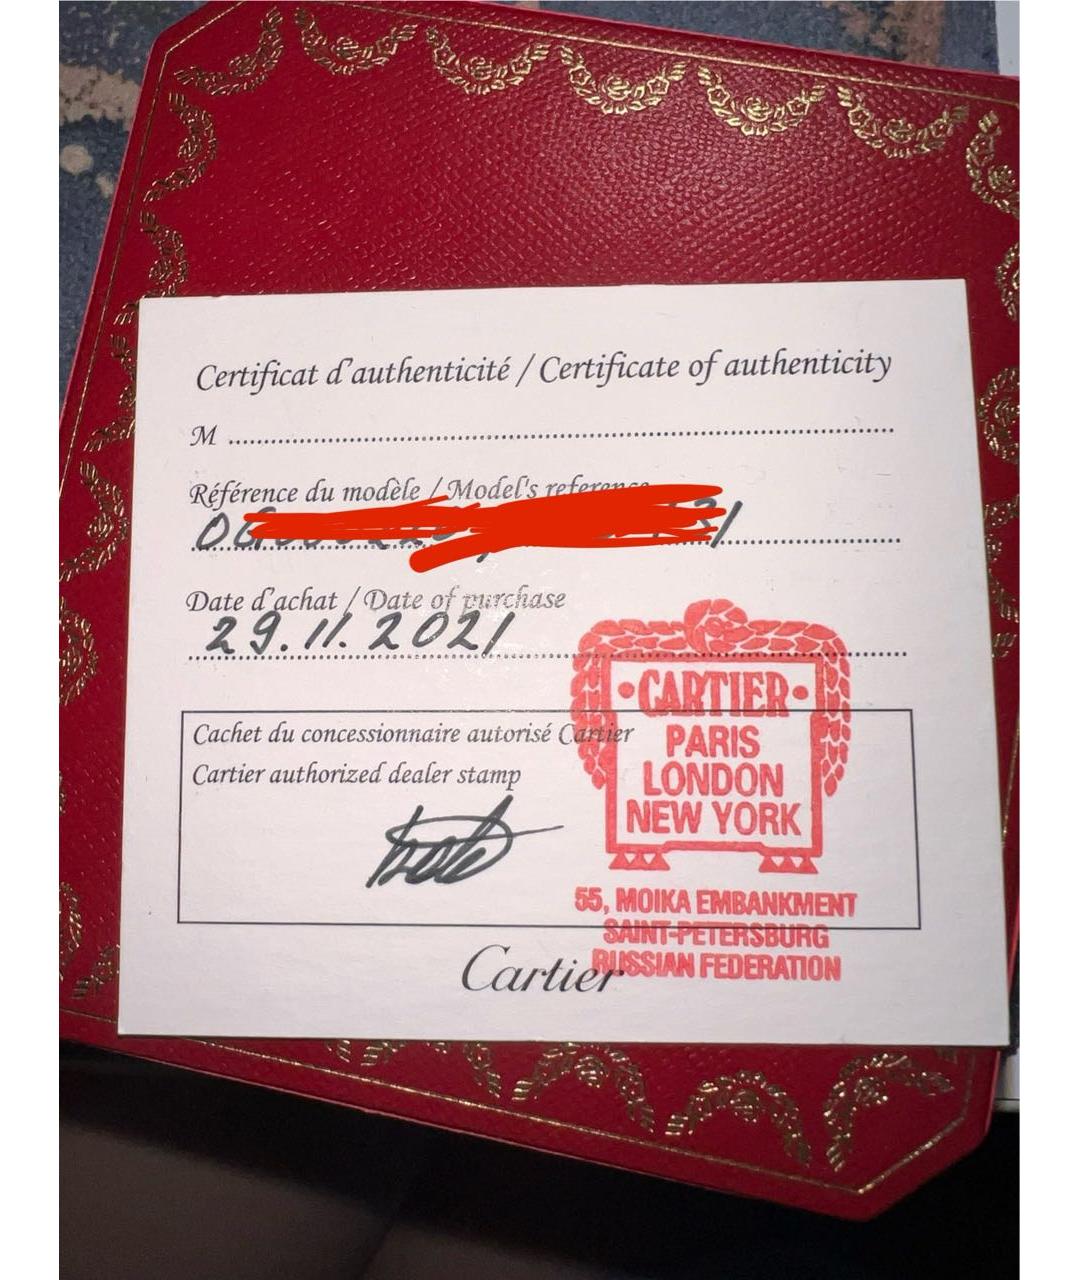 Certificat d'authenticité / Certificate of authenticity
M
Référence du modèle / Model's reference
Date d'achat / Date of purchase
29.11.2021
Cachet du concessionnaire autorisé Cartier
Cartier authorized dealer stamp
CARTIER
PARIS
LONDON
NEW YORK
55, MOIKA EMBANKMENT
SAINT-PETERSBURG
RUSSIAN FEDERATION
Cartier